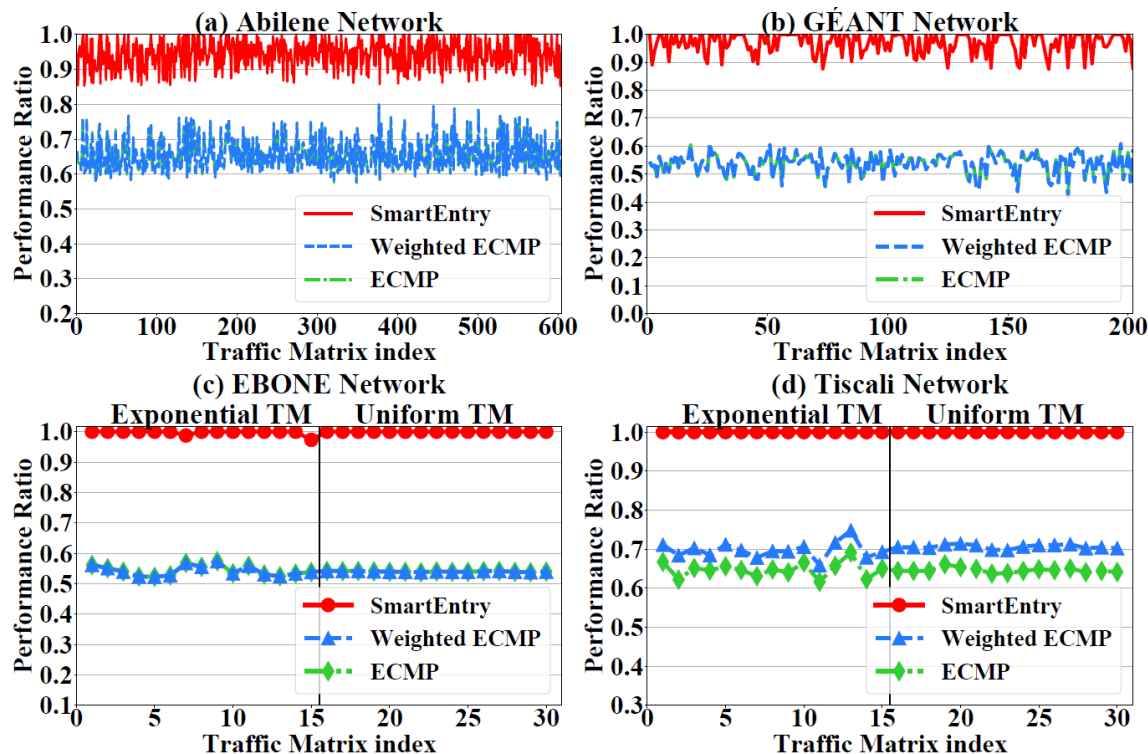 (a) Abilene Network
Performance Ratio
1.0
0.9
0.8
0.7
0.6
0.5
0.4
0.3
0.2
SmartEntry
Weighted ECMP
ECMP
0 100 200 300 400 500 600
Traffic Matrix index
(b) GÉANT Network
Performance Ratio
1.0
0.9
0.8
0.7
0.6
0.5
0.4
0.3
0.2
0.1
0.0
SmartEntry
Weighted ECMP
ECMP
0 50 100 150 200
Traffic Matrix index
(c) EBONE Network
Exponential TM Uniform TM
Performance Ratio
1.0
0.9
0.8
0.7
0.6
0.5
0.4
0.3
0.2
0.1
SmartEntry
Weighted ECMP
ECMP
0 5 10 15 20 25 30
Traffic Matrix index
(d) Tiscali Network
Exponential TM Uniform TM
Performance Ratio
1.0
0.9
0.8
0.7
0.6
0.5
0.4
0.3
SmartEntry
Weighted ECMP
ECMP
0 5 10 15 20 25 30
Traffic Matrix index